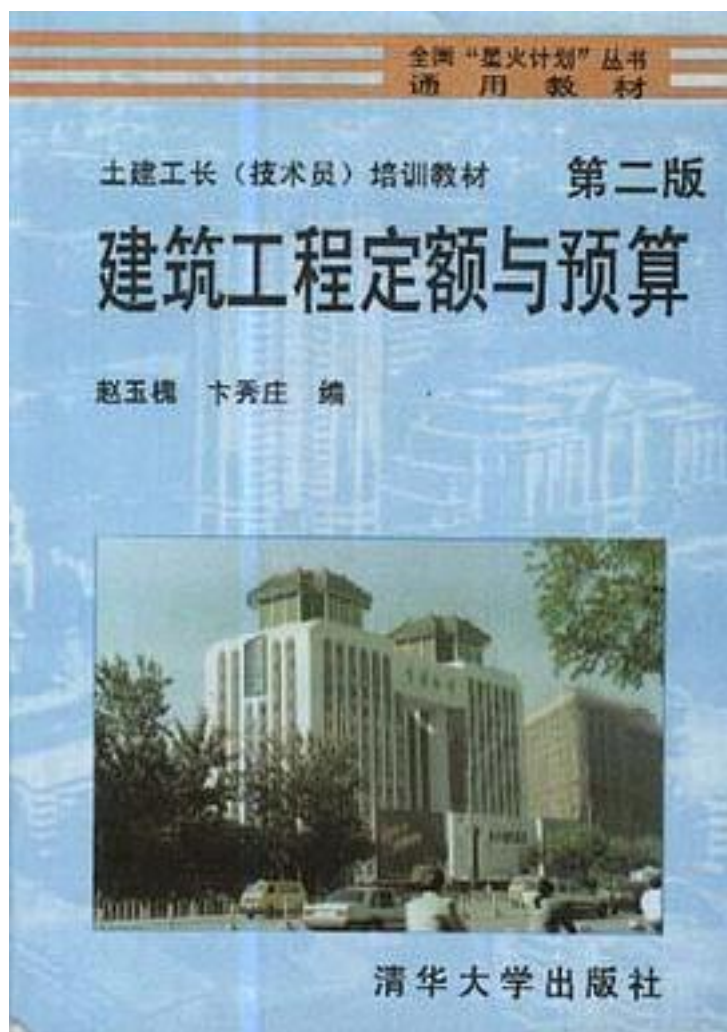 全国“星火计划”丛书
通用教材
土建工长(技术员)培训教材 第二版
建筑工程定额与预算
赵玉槐 卞秀庄 编
清华大学出版社